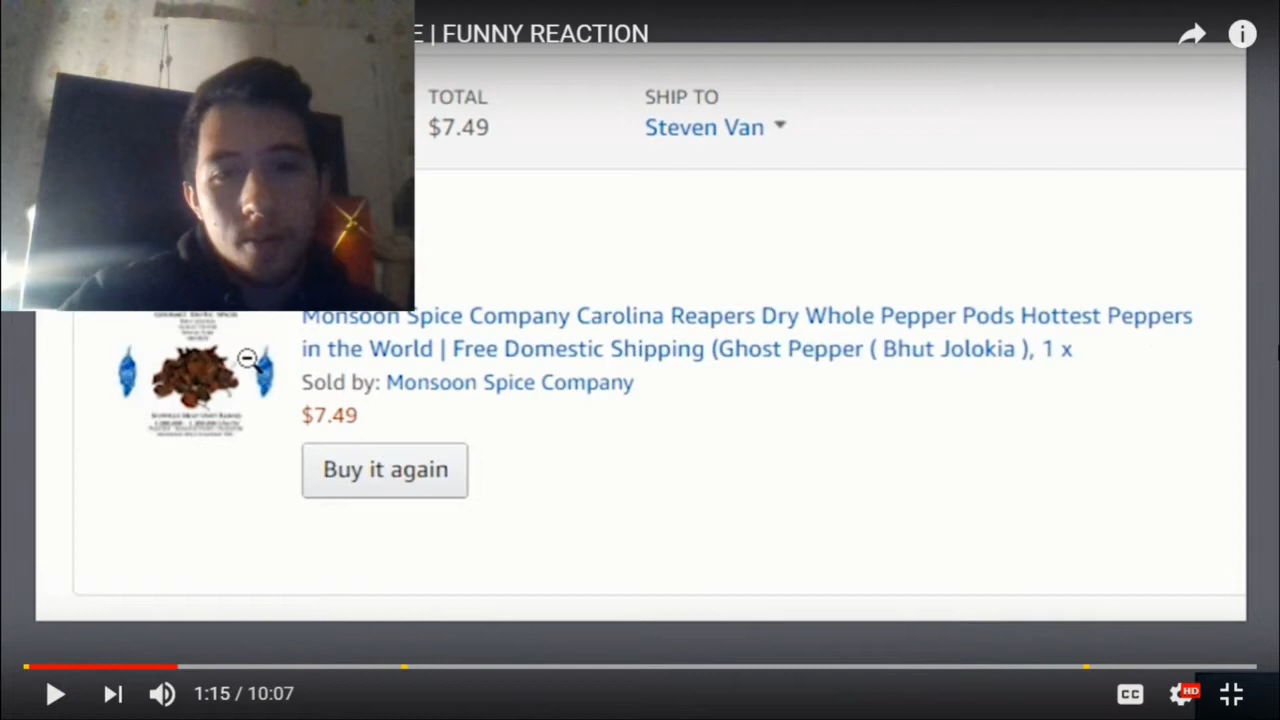 E | FUNNY REACTION
TOTAL
SHIP TO
$7.49
Steven Van
Monsoon Spice Company Carolina Reapers Dry Whole Pepper Pods Hottest Peppers
in the World | Free Domestic Shipping (Ghost Pepper ( Bhut Jolokia ), 1 x
Sold by: Monsoon Spice Company
$7.49
Buy it again
1:15 / 10:07
CC
HD